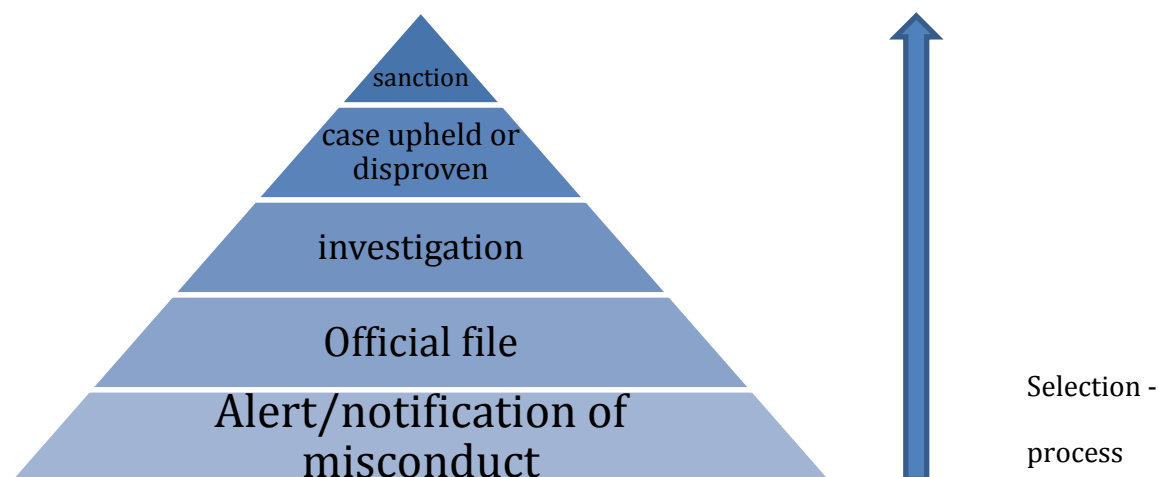 sanction
case upheld or
disproven
investigation
Official file
Alert/notification of
misconduct
Selection -
process